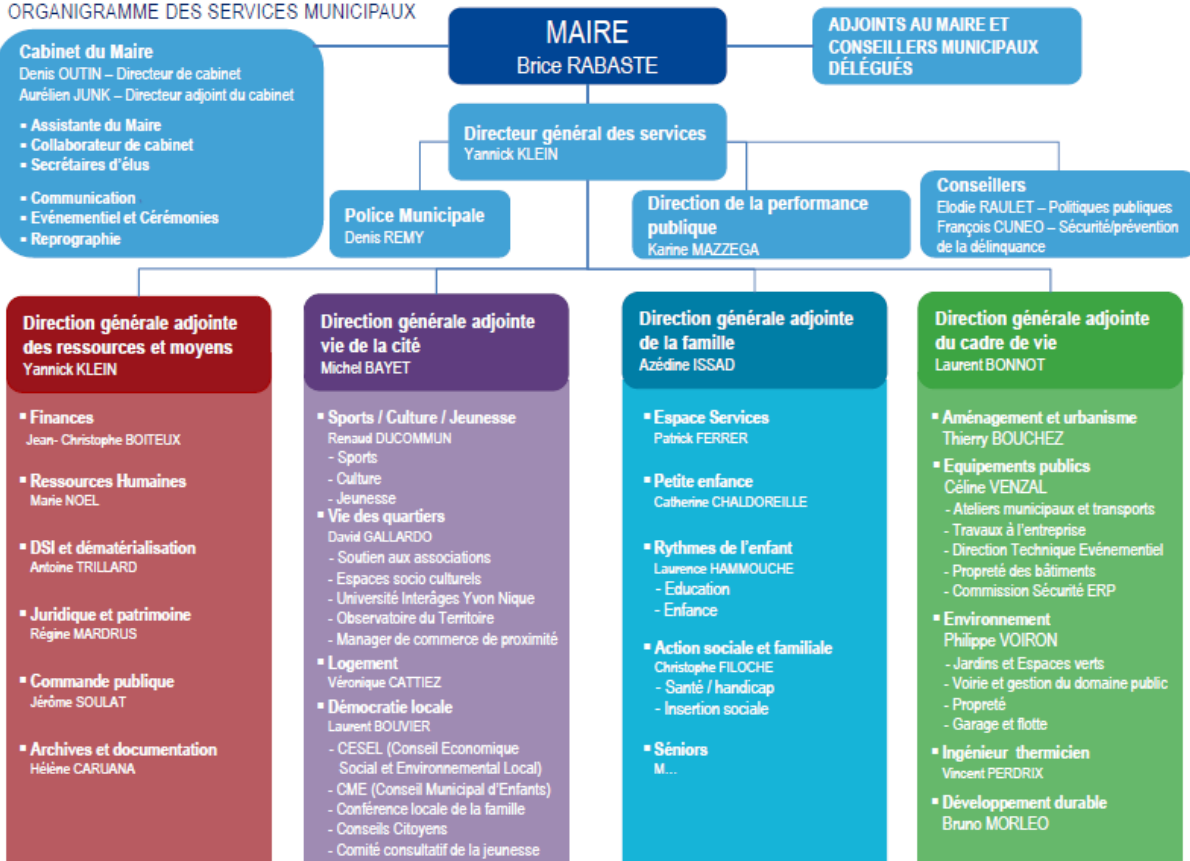 ORGANIGRAMME DES SERVICES MUNICIPAUX
MAIRE
Brice RABASTE
ADJOINTS AU MAIRE ET
CONSEILLERS MUNICIPAUX
DÉLÉGUÉS
Cabinet du Maire
Denis OUTIN – Directeur de cabinet
Aurélien JUNK – Directeur adjoint du cabinet
▪ Assistante du Maire
▪ Collaborateur de cabinet
▪ Secrétaires d'élus
▪ Communication
▪ Evénementiel et Cérémonies
▪ Reprographie
Directeur général des services
Yannick KLEIN
Police Municipale
Denis REMY
Direction de la performance
publique
Karine MAZZEGA
Conseillers
Elodie RAULET – Politiques publiques
François CUNEO – Sécurité/prévention
de la délinquance
Direction générale adjointe
des ressources et moyens
Yannick KLEIN
▪ Finances
Jean- Christophe BOITEUX
▪ Ressources Humaines
Marie NOEL
▪ DSI et dématérialisation
Antoine TRILLARD
▪ Juridique et patrimoine
Régine MARDRUS
▪ Commande publique
Jérôme SOULAT
▪ Archives et documentation
Hélène CARUANA
Direction générale adjointe
vie de la cité
Michel BAYET
▪ Sports / Culture / Jeunesse
Renaud DUCOMMUN
- Sports
- Culture
- Jeunesse
▪ Vie des quartiers
David GALLARDO
- Soutien aux associations
- Espaces socio culturels
- Université Interâges Yvon Nique
- Observatoire du Territoire
- Manager de commerce de proximité
▪ Logement
Véronique CATTIEZ
▪ Démocratie locale
Laurent BOUVIER
- CESEL (Conseil Economique
Social et Environnemental Local)
- CME (Conseil Municipal d'Enfants)
- Conférence locale de la famille
- Conseils Citoyens
- Comité consultatif de la jeunesse
Direction générale adjointe
de la famille
Azédine ISSAD
▪ Espace Services
Patrick FERRER
▪ Petite enfance
Catherine CHALDOREILLE
▪ Rythmes de l'enfant
Laurence HAMMOUCHE
- Education
- Enfance
▪ Action sociale et familiale
Christophe FILOCHE
- Santé / handicap
- Insertion sociale
▪ Séniors
M...
Direction générale adjointe
du cadre de vie
Laurent BONNOT
▪ Aménagement et urbanisme
Thierry BOUCHEZ
▪ Equipements publics
Céline VENZAL
- Ateliers municipaux et transports
- Travaux à l'entreprise
- Direction Technique Evénementiel
- Propreté des bâtiments
- Commission Sécurité ERP
▪ Environnement
Philippe VOIRON
- Jardins et Espaces verts
- Voirie et gestion du domaine public
- Propreté
- Garage et flotte
▪ Ingénieur thermicien
Vincent PERDRIX
▪ Développement durable
Bruno MORLEO